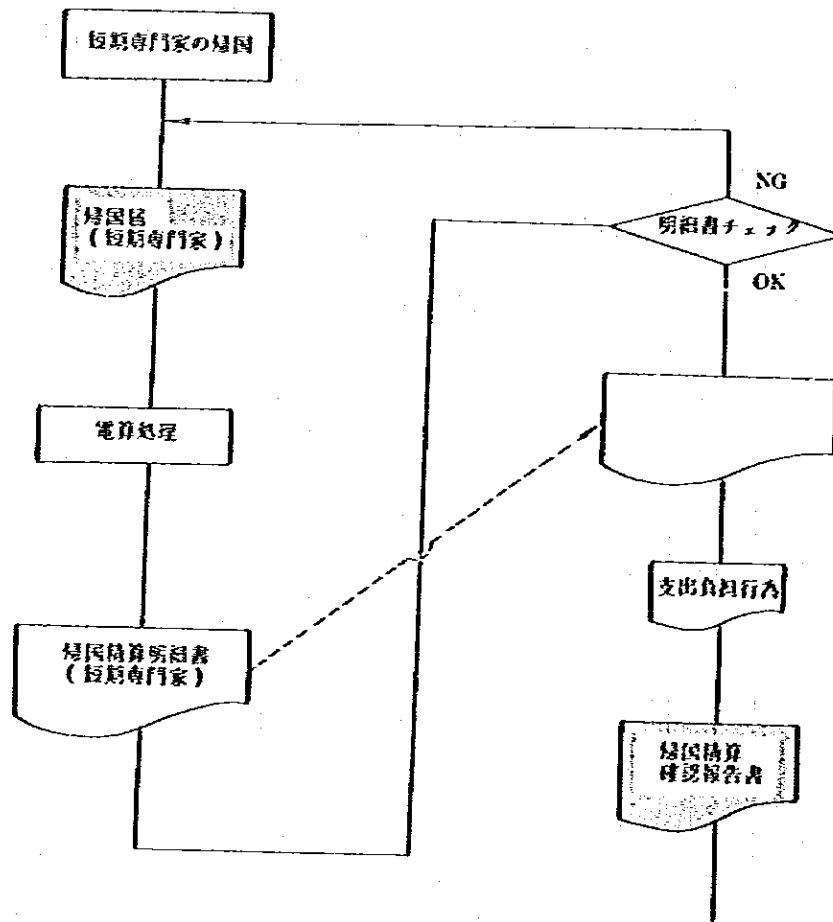 短期専門家の帰国
帰国届
(短期専門家)
電算処理
帰国精算明細書
(短期専門家)
NG
明細書チェック
OK
支出負担行為
帰国精算
確認報告書